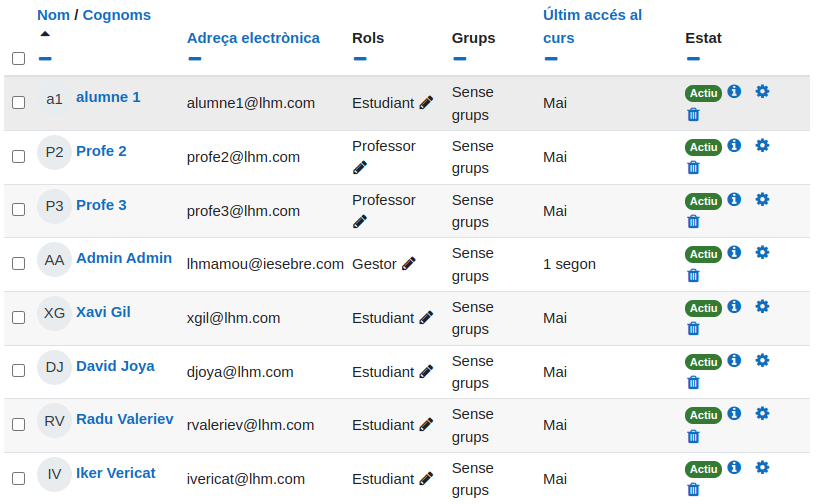 Nom / Cognoms
Adreça electrònica
Rols
Grups
Últim accés al
curs
Estat
a1 alumne 1
alumne1@lhm.com
Estudiant
Sense
grups
Mai
Actiu
P2 Profe 2
profe2@lhm.com
Professor
Sense
grups
Mai
Actiu
P3 Profe 3
profe3@lhm.com
Professor
Sense
grups
Mai
Actiu
AA Admin Admin
lhmamou@iesebre.com
Gestor
Sense
grups
1 segon
Actiu
XG Xavi Gil
xgil@lhm.com
Estudiant
Sense
grups
Mai
Actiu
DJ David Joya
djoya@lhm.com
Estudiant
Sense
grups
Mai
Actiu
RV Radu Valeriev
rvaleriev@lhm.com
Estudiant
Sense
grups
Mai
Actiu
IV Iker Vericat
ivericat@lhm.com
Estudiant
Sense
grups
Mai
Actiu